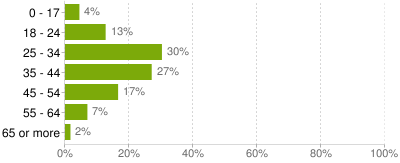 0 - 17 4%
18 - 24 13%
25 - 34 30%
35 - 44 27%
45 - 54 17%
55 - 64 7%
65 or more 2%
0% 20% 40% 60% 80% 100%